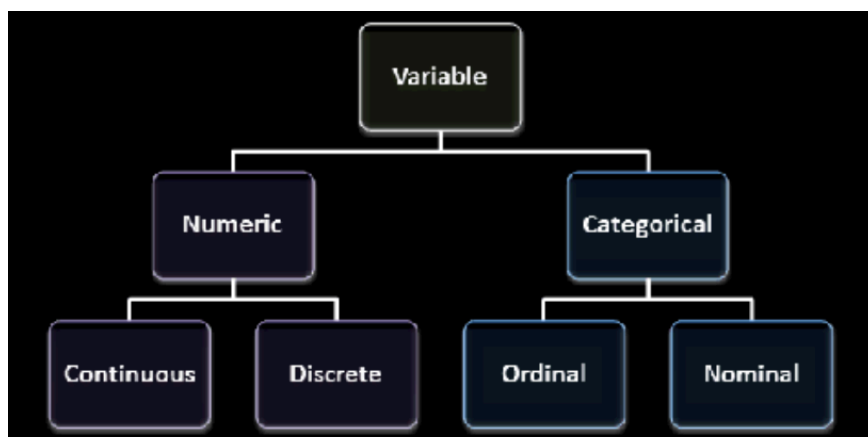 Variable
Numeric
Categorical
Continuous
Discrete
Ordinal
Nominal